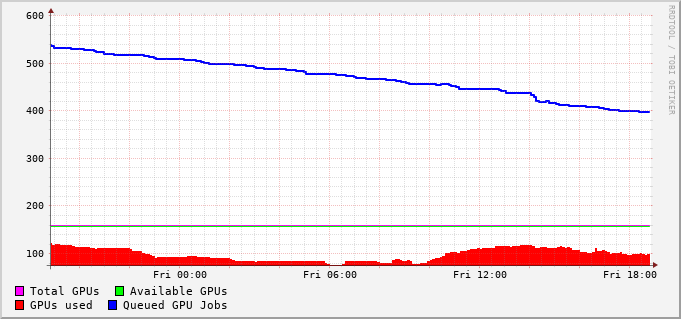 600
500
400
300
200
100
Fri 00:00 Fri 06:00 Fri 12:00 Fri 18:00
Total GPUs Available GPUs
GPUs used Queued GPU Jobs
RRDTOOL / TOBI OETIKER